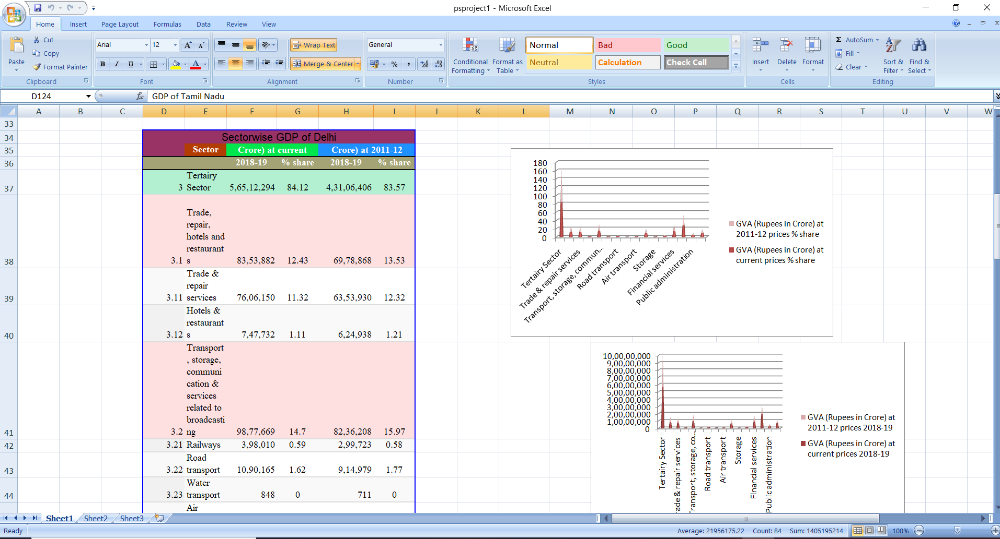 psproject1 - Microsoft Excel
Home Insert Page Layout Formulas Data Review View
Paste
Cut
Copy
Format Painter
Clipboard
Arial 12
A A
B I U A
Font
Wrap Text
Merge & Center
Alignment
General
% ,
Number
Conditional Formatting
Format as Table
Normal Bad Good
Neutral Calculation Check Cell
Styles
Insert Delete Format
Cells
Σ AutoSum
Fill
Clear
Sort & Filter
Find & Select
Editing
D124 fx GDP of Tamil Nadu
A B C D E F G H I J K L M N O P Q R S T U V W
33
34 Sectorwise GDP of Delhi
35 Sector Crore) at current Crore) at 2011-12
36 2018-19 % share 2018-19 % share
Tertairy
37 3 Sector 5,65,12,294 84.12 4,31,06,406 83.57
Trade,
repair,
hotels and
restaurant
38 3.1 s 83,53,882 12.43 69,78,868 13.53
Trade &
repair
39 3.11 services 76,06,150 11.32 63,53,930 12.32
Hotels &
restaurant
40 3.12 s 7,47,732 1.11 6,24,938 1.21
Transport
, storage,
communi
cation &
services
related to
broadcasti
41 3.2 ng 98,77,669 14.7 82,36,208 15.97
42 3.21 Railways 3,98,010 0.59 2,99,723 0.58
Road
43 3.22 transport 10,90,165 1.62 9,14,979 1.77
Water
44 3.23 transport 848 0 711 0
Air
180
160
140
120
100
80
60
40
20
0
Tertairy Sector
Trade & repair services
Transport, storage, commun...
Road transport
Air transport
Storage
Financial services
Public administration
GVA (Rupees in Crore) at
2011-12 prices % share
GVA (Rupees in Crore) at
current prices % share
10,00,00,000
9,00,00,000
8,00,00,000
7,00,00,000
6,00,00,000
5,00,00,000
4,00,00,000
3,00,00,000
2,00,00,000
1,00,00,000
0
Tertairy Sector
rade & repair services
ransport, storage, co...
Road transport
Air transport
Storage
Financial services
Public administration
GVA (Rupees in Crore) at
2011-12 prices 2018-19
GVA (Rupees in Crore) at
current prices 2018-19
Sheet1 Sheet2 Sheet3
Ready Average: 21956175.22 Count: 84 Sum: 1405195214 100%